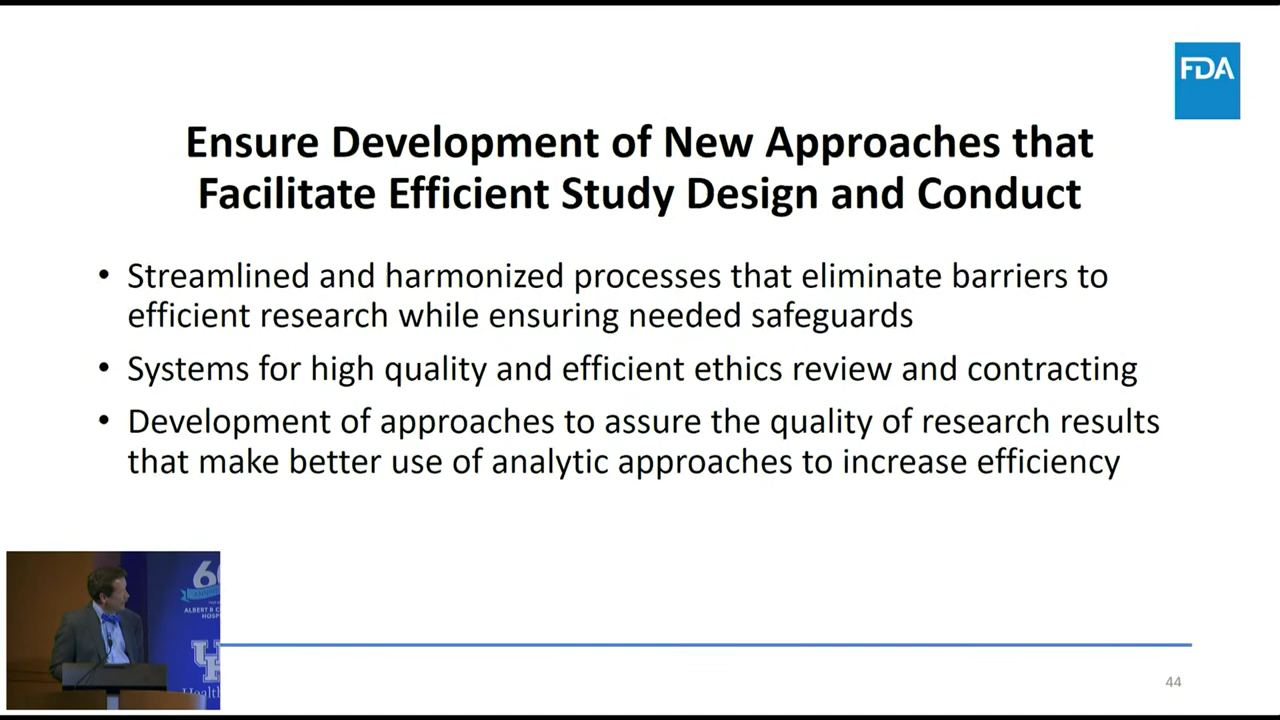 FDA
Ensure Development of New Approaches that
Facilitate Efficient Study Design and Conduct
• Streamlined and harmonized processes that eliminate barriers to
efficient research while ensuring needed safeguards
• Systems for high quality and efficient ethics review and contracting
• Development of approaches to assure the quality of research results
that make better use of analytic approaches to increase efficiency
ALBERT B
UK
44